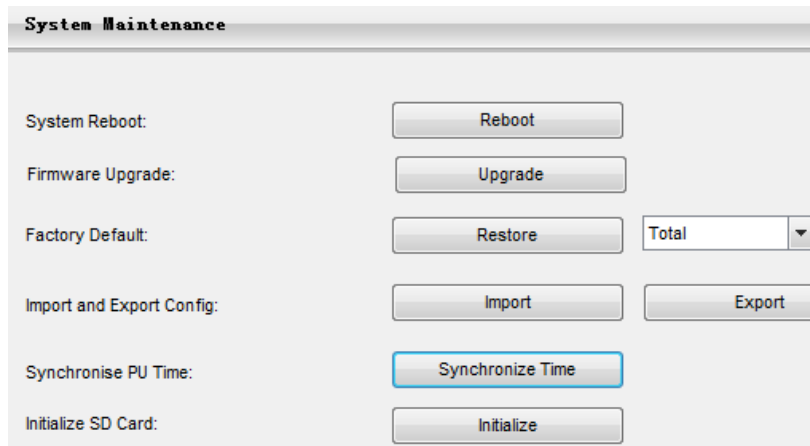 System Maintenance
System Reboot: Reboot
Firmware Upgrade: Upgrade
Factory Default: Restore Total
Import and Export Config: Import Export
Synchronise PU Time: Synchronize Time
Initialize SD Card: Initialize